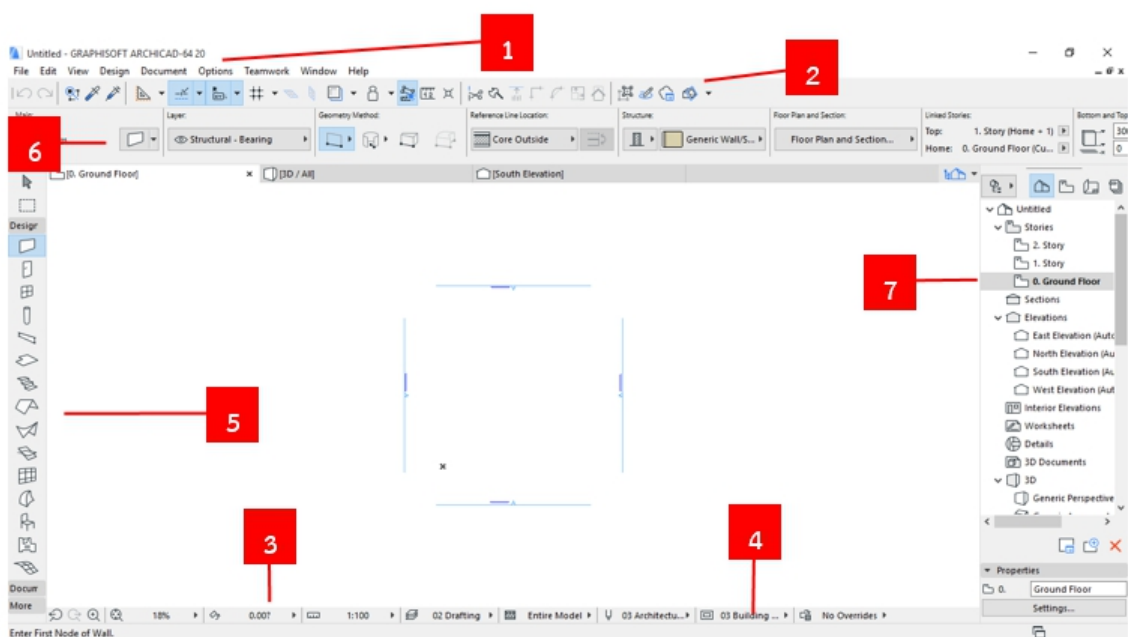 1
Untitled - GRAPHISOFT ARCHICAD-64 20
2
File Edit View Design Document Options Teamwork Window Help
Layer: Geometry Method: Reference Line Location: Structure: Floor Plan and Section: Linked Stories: Bottom and Top
6
Structural - Bearing Core Outside Generic Wall/S... Floor Plan and Section... Top: 1. Story (Home + 1) 300
Home: 0. Ground Floor (Cu... 0
[0. Ground Floor] [3D / All] [South Elevation]
Design
Untitled
Stories
2. Story
1. Story
7
0. Ground Floor
Sections
Elevations
East Elevation (Auto
North Elevation (Au
South Elevation (Au
West Elevation (Aut
5
Interior Elevations
Worksheets
Details
3D Documents
3D
Generic Perspective
3
4
Properties
Docum
0. Ground Floor
More
18% 0.00° 1:100 02 Drafting Entire Model 03 Architectu... 03 Building ... No Overrides
Settings...
Enter First Node of Wall.